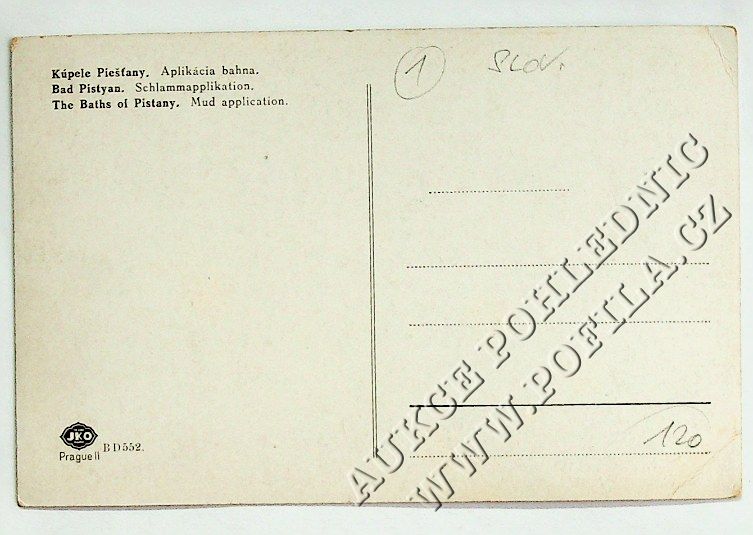 Kúpele Piešťany. Aplikácia bahna.
Bad Pistyan. Schlammapplikation.
The Baths of Pistany. Mud application.
1
SLOV.
AUKCE POHLEDNIC
WWW.POFILA.CZ
120
JKO
Prague II
BD552.